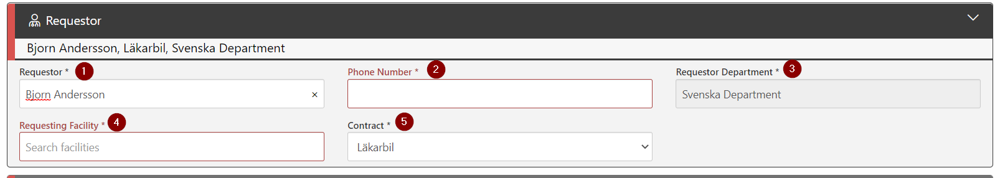 Requestor
Bjorn Andersson, Läkarbil, Svenska Department
Requestor * 1 Phone Number * 2 Requestor Department * 3
Bjorn Andersson × Svenska Department
Requesting Facility * 4 Contract * 5
Search facilities Läkarbil